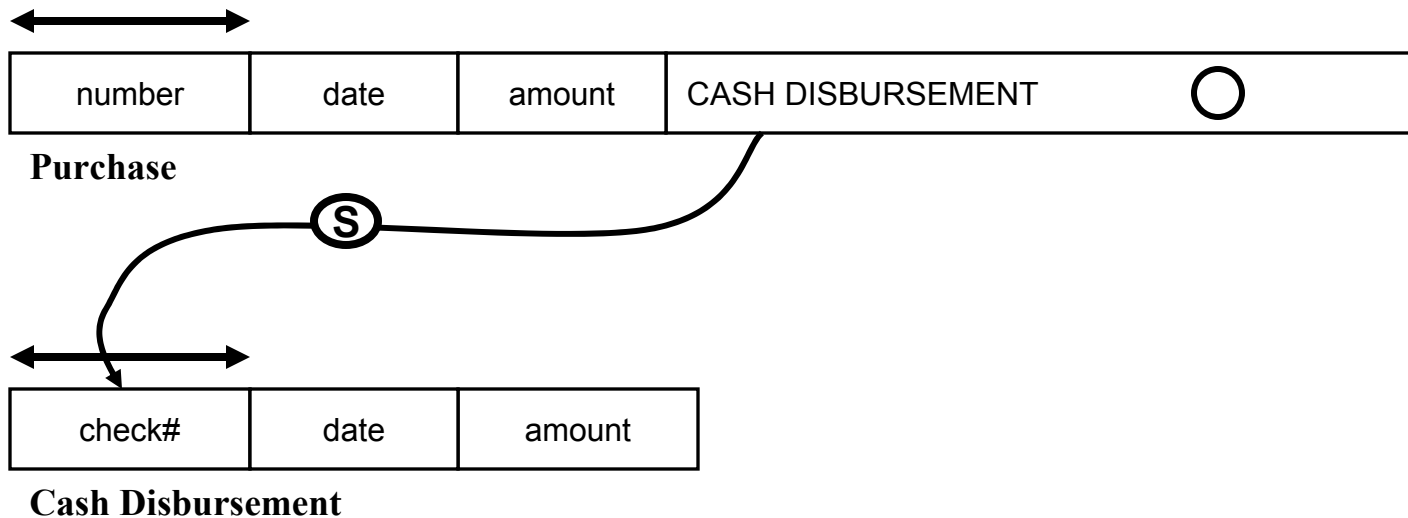 number date amount CASH DISBURSEMENT
Purchase
S
check# date amount
Cash Disbursement